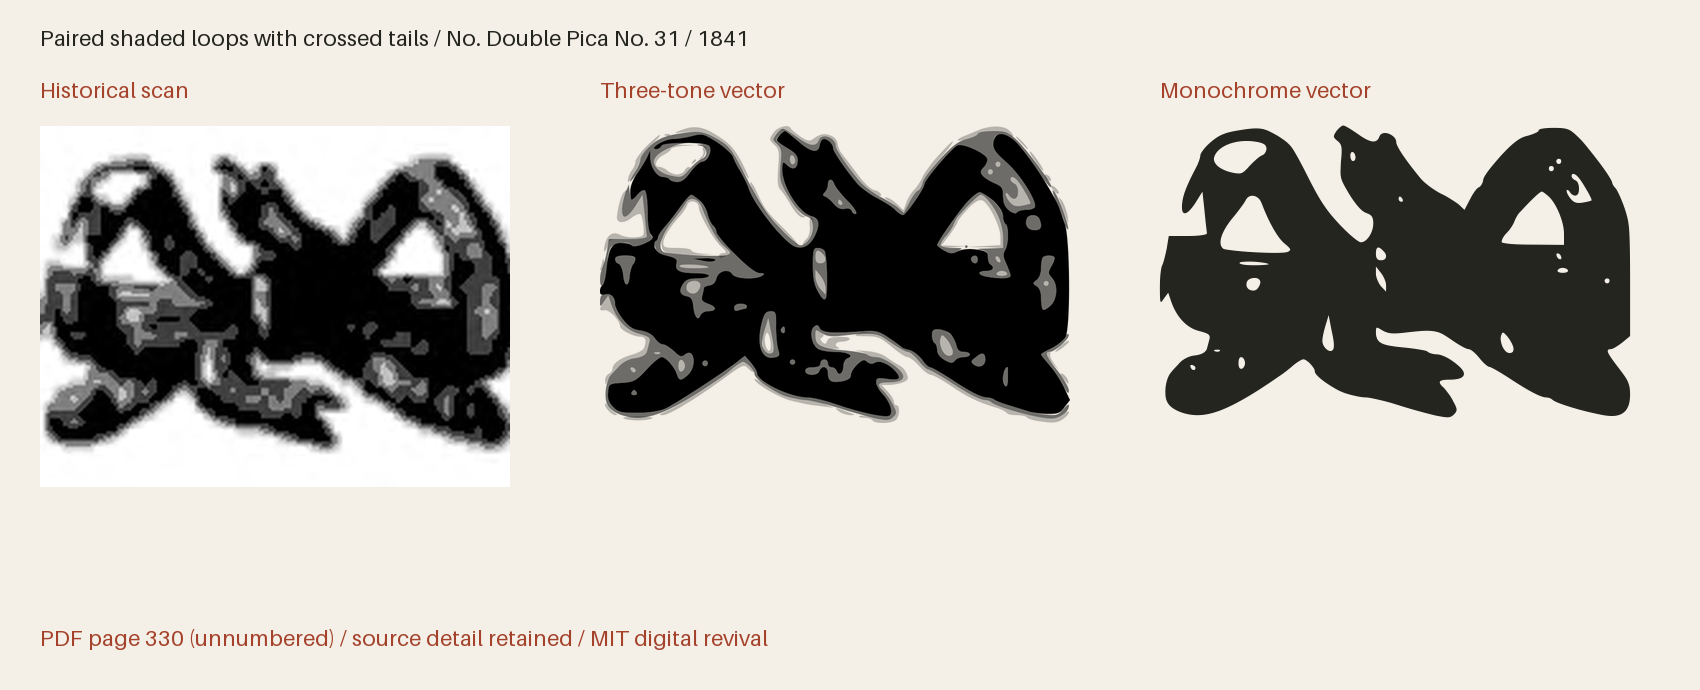 Paired shaded loops with crossed tails / No. Double Pica No. 31 / 1841
Historical scan
Three-tone vector
Monochrome vector
PDF page 330 (unnumbered) / source detail retained / MIT digital revival